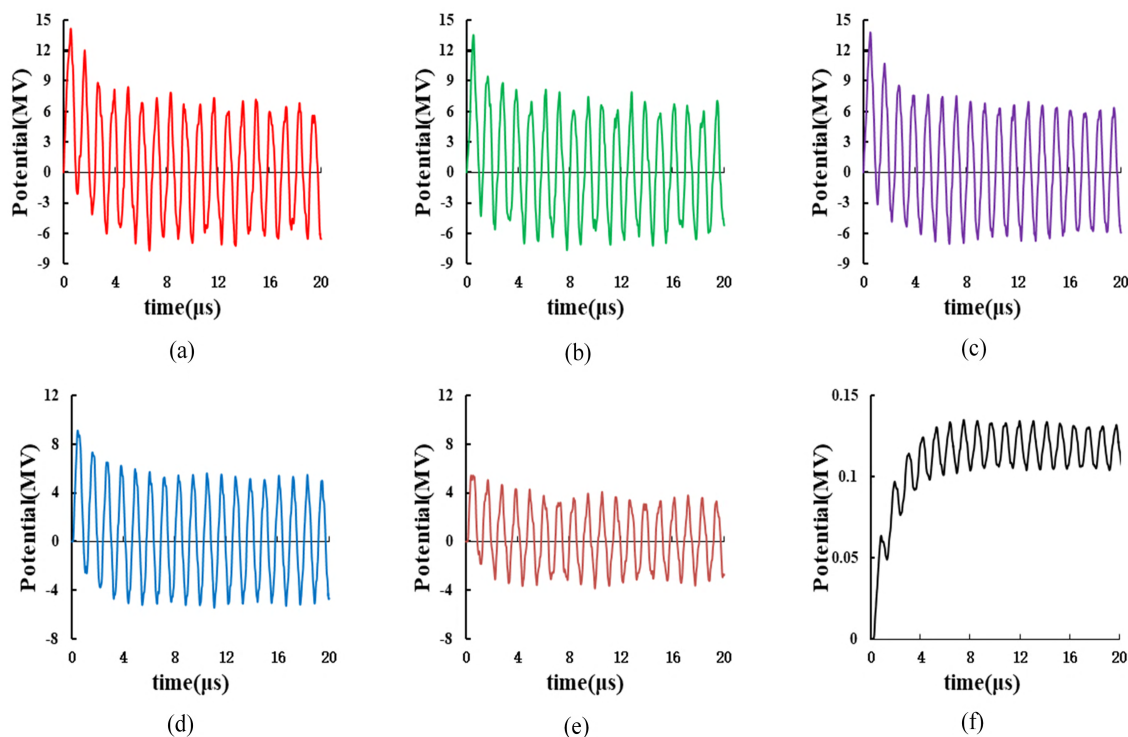 15 15 15
12 12 12
9 9 9
6 6 6
3 3 3
0 0 0
-3 -3 -3
-6 -6 -6
-9 -9 -9
Potential(MV) Potential(MV) Potential(MV)
0 4 8 12 16 20 0 4 8 12 16 20 0 4 8 12 16 20
time(μs) time(μs) time(μs)
(a) (b) (c)
12 12 0.15
8 8
4 4 0.1
0 0
-4 -4 0.05
-8 -8 0
Potential(MV) Potential(MV) Potential(MV)
0 4 8 12 16 20 0 4 8 12 16 20 0 4 8 12 16 20
time(μs) time(μs) time(μs)
(d) (e) (f)